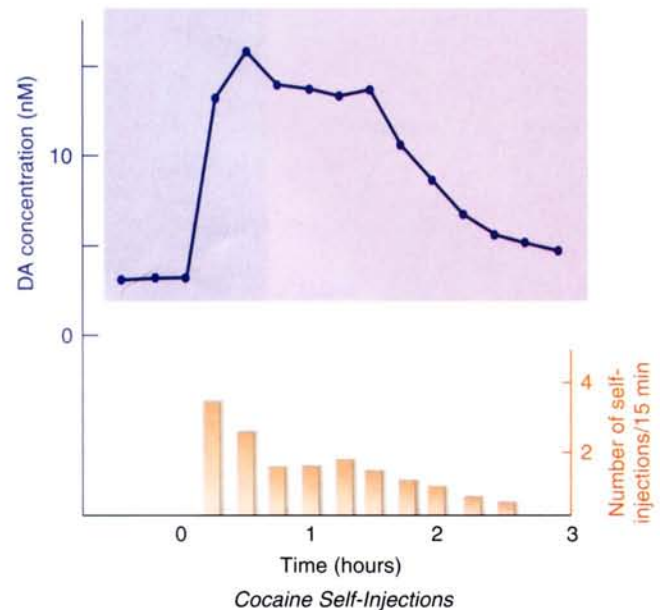 DA concentration (nM)
10
0
4
2
Number of self-
injections/15 min
0
1
2
3
Time (hours)
Cocaine Self-Injections